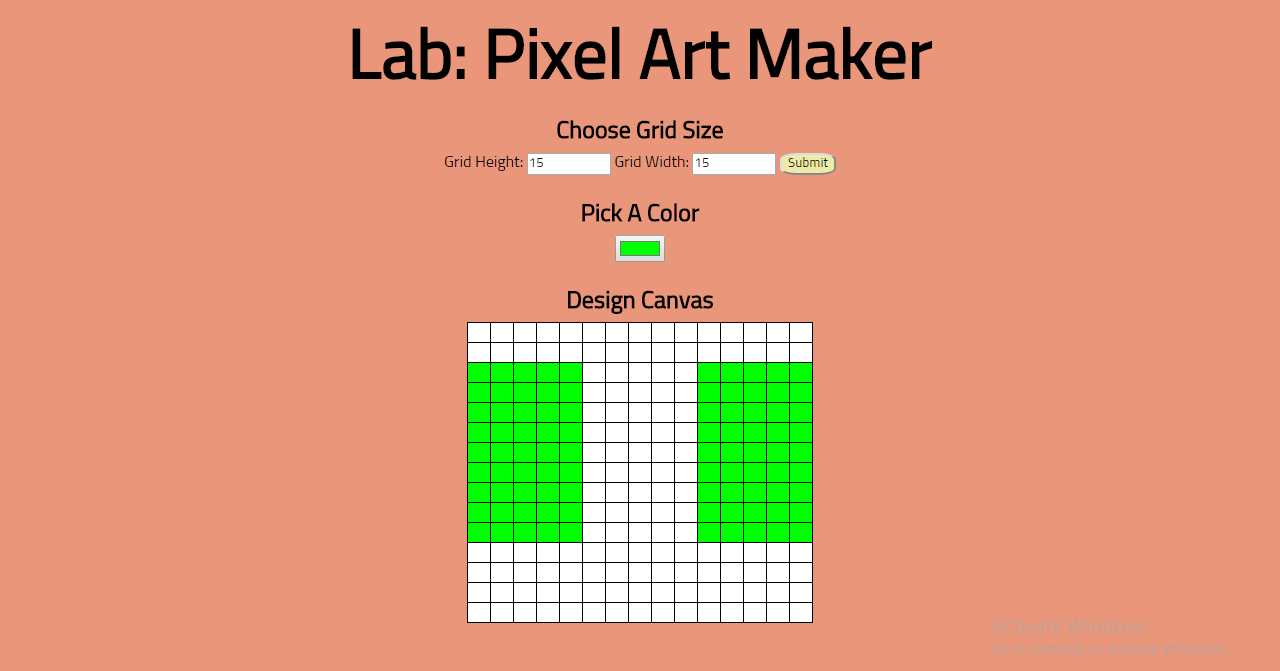 Lab: Pixel Art Maker
Choose Grid Size
Grid Height: 15 Grid Width: 15 Submit
Pick A Color
Design Canvas
Activate Windows
Go to Settings to activate Windows.